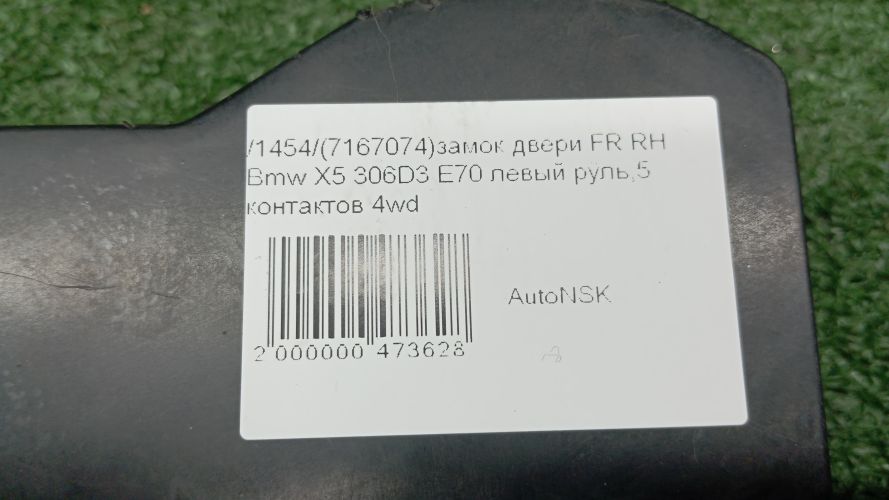 /1454/(7167074)замок двери FR RH
Bmw X5 306D3 E70 левый руль,5
контактов 4wd
AutoNSK
2 000000 473628